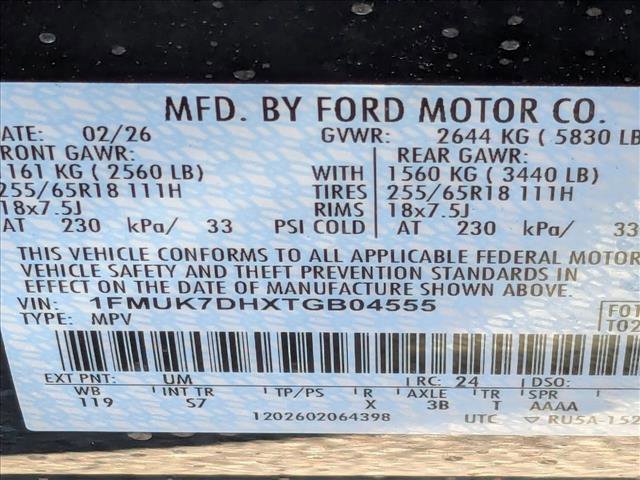 MFD. BY FORD MOTOR CO.
ATE: 02/26 GVWR: 2644 KG ( 5830 LB
FRONT GAWR: REAR GAWR:
161 KG ( 2560 LB) WITH 1560 KG ( 3440 LB)
255/65R18 111H TIRES 255/65R18 111H
18x7.5J RIMS 18x7.5J
AT 230 kPa/ 33 PSI COLD AT 230 kPa/ 33
THIS VEHICLE CONFORMS TO ALL APPLICABLE FEDERAL MOTOR
VEHICLE SAFETY AND THEFT PREVENTION STANDARDS IN
EFFECT ON THE DATE OF MANUFACTURE SHOWN ABOVE.
VIN: 1FMUK7DHXTGB04555
TYPE: MPV
F01
T02
EXT PNT: UM RC: 24 DSO:
WB INT TR TP/PS R AXLE TR SPR
119 S7 X 3B T AAAA
1202602064398 UTC ▽ RU5A-152